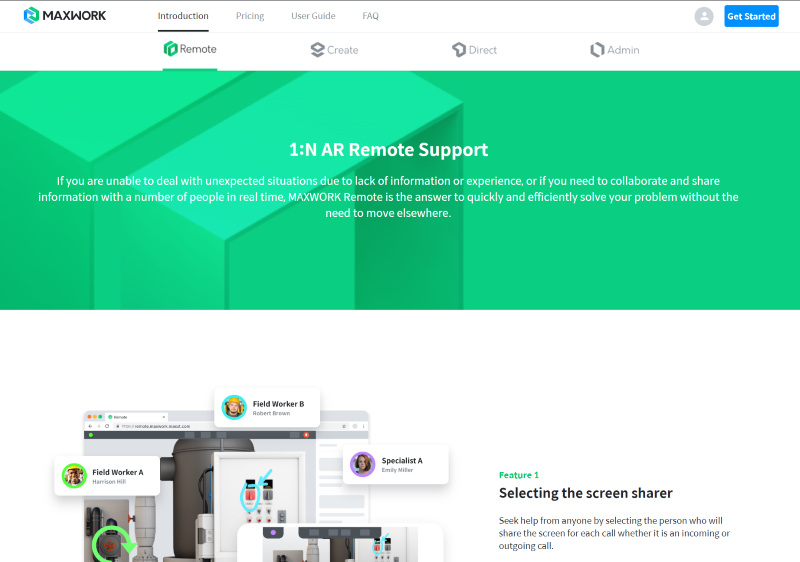 MAXWORK
Introduction
Pricing
User Guide
FAQ
Get Started
Remote
Create
Direct
Admin
1:N AR Remote Support
If you are unable to deal with unexpected situations due to lack of information or experience, or if you need to collaborate and share
information with a number of people in real time, MAXWORK Remote is the answer to quickly and efficiently solve your problem without the
need to move elsewhere.
Field Worker B
Robert Brown
Remote
https://remote.maxwork.maxst.com
Specialist A
Emily Miller
Field Worker A
Harrison Hill
Feature 1
Selecting the screen sharer
Seek help from anyone by selecting the person who will
share the screen for each call whether it is an incoming or
outgoing call.